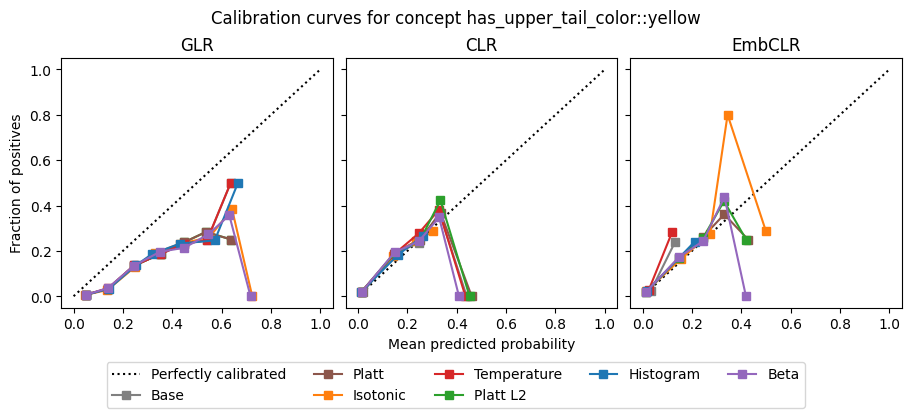 Calibration curves for concept has_upper_tail_color::yellow
GLR CLR EmbCLR
Fraction of positives
1.0
0.8
0.6
0.4
0.2
0.0
0.0 0.2 0.4 0.6 0.8 1.0 0.0 0.2 0.4 0.6 0.8 1.0 0.0 0.2 0.4 0.6 0.8 1.0
Mean predicted probability
Perfectly calibrated Platt Temperature Histogram Beta
Base Isotonic Platt L2